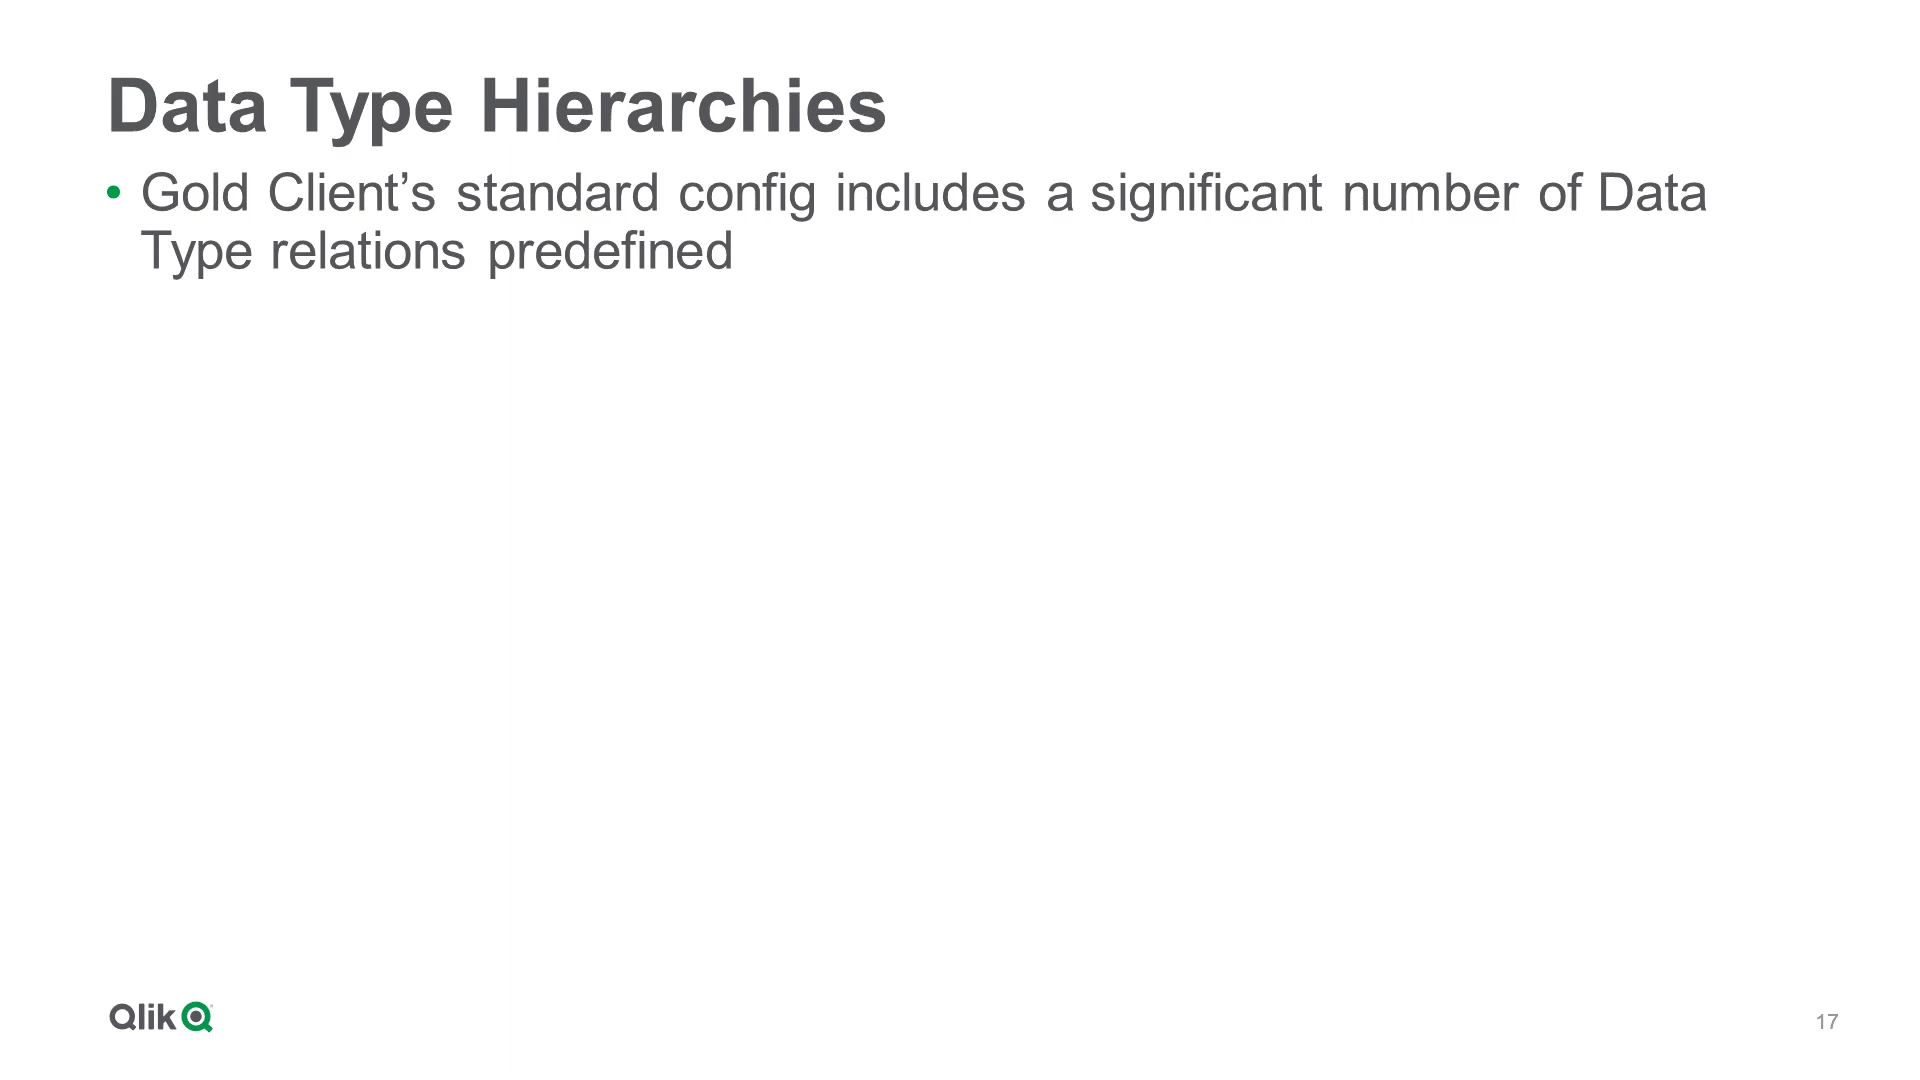 Data Type Hierarchies
• Gold Client’s standard config includes a significant number of Data
Type relations predefined
Qlik
17